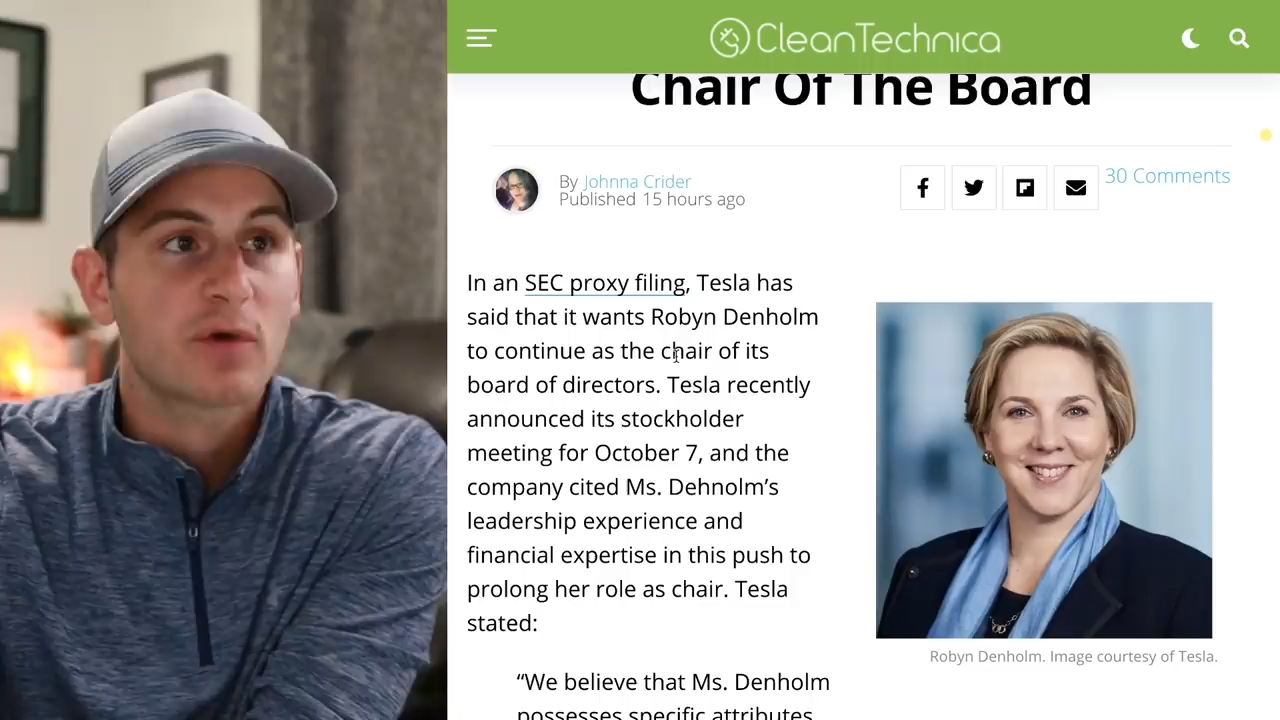 CleanTechnica
Chair Of The Board
By Johnna Crider
Published 15 hours ago
30 Comments
In an SEC proxy filing, Tesla has
said that it wants Robyn Denholm
to continue as the chair of its
board of directors. Tesla recently
announced its stockholder
meeting for October 7, and the
company cited Ms. Dehnolm’s
leadership experience and
financial expertise in this push to
prolong her role as chair. Tesla
stated:
“We believe that Ms. Denholm
possesses specific attributes
Robyn Denholm. Image courtesy of Tesla.